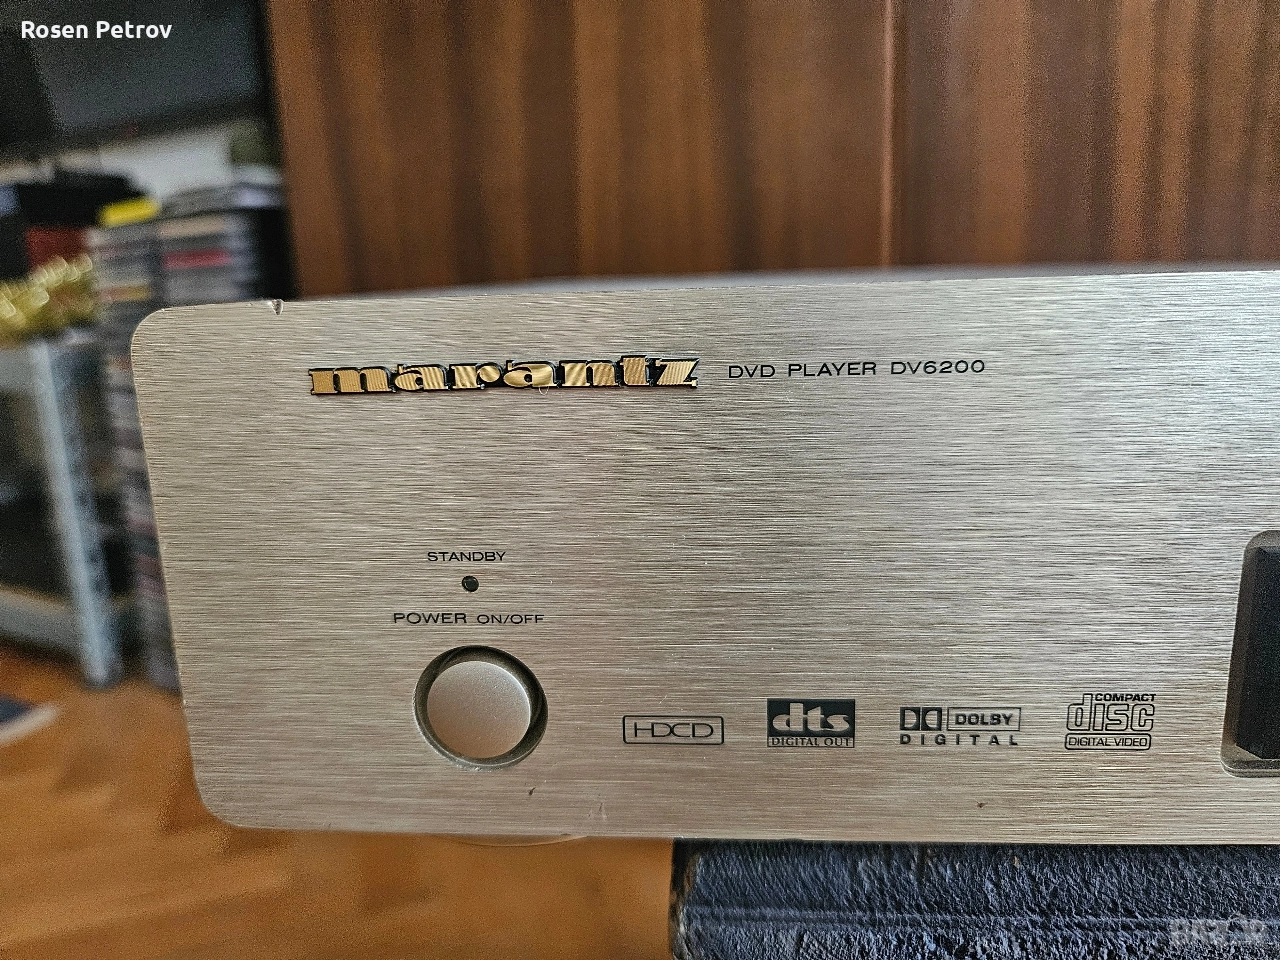 Rosen Petrov
marantz DVD PLAYER DV6200
STANDBY
POWER ON/OFF
HDCD
dts
DIGITAL OUT
DOLBY
DIGITAL
COMPACT
disc
DIGITAL VIDEO